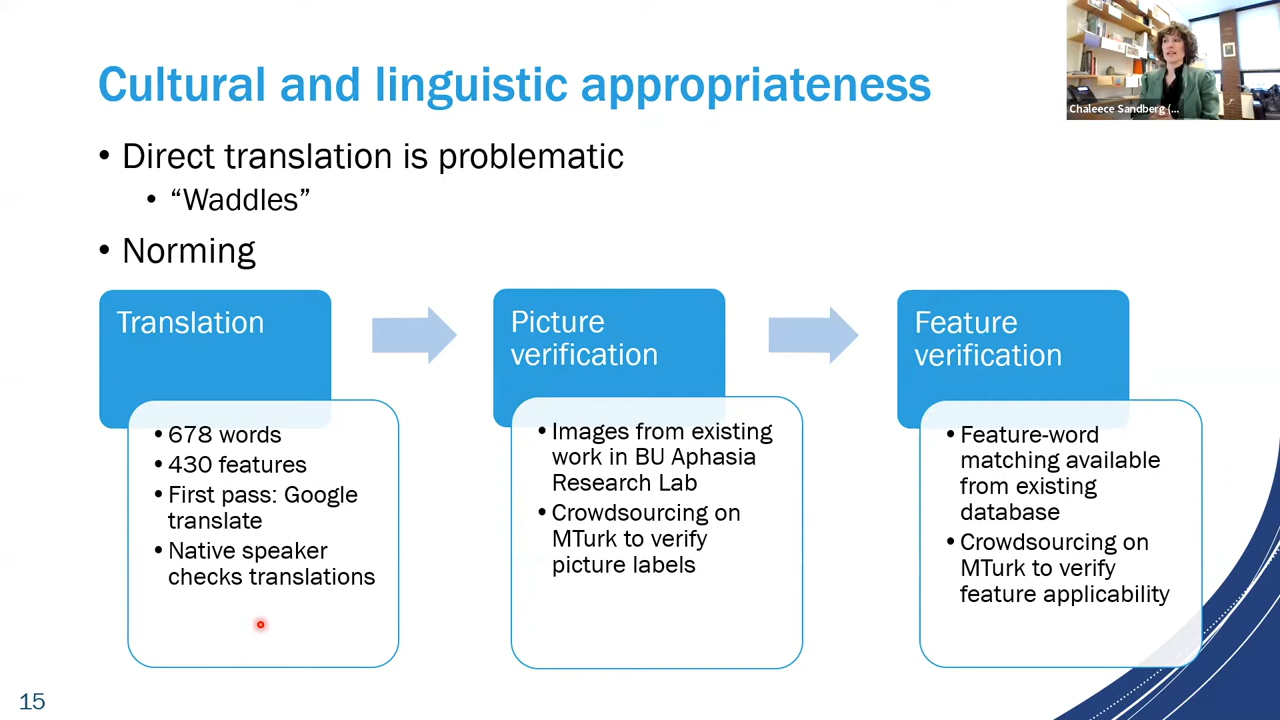 Cultural and linguistic appropriateness
Chaleece Sandberg (...
• Direct translation is problematic
• “Waddles”
• Norming
Translation
• 678 words
• 430 features
• First pass: Google
translate
• Native speaker
checks translations
Picture
verification
• Images from existing
work in BU Aphasia
Research Lab
• Crowdsourcing on
MTurk to verify
picture labels
Feature
verification
• Feature-word
matching available
from existing
database
• Crowdsourcing on
MTurk to verify
feature applicability
15